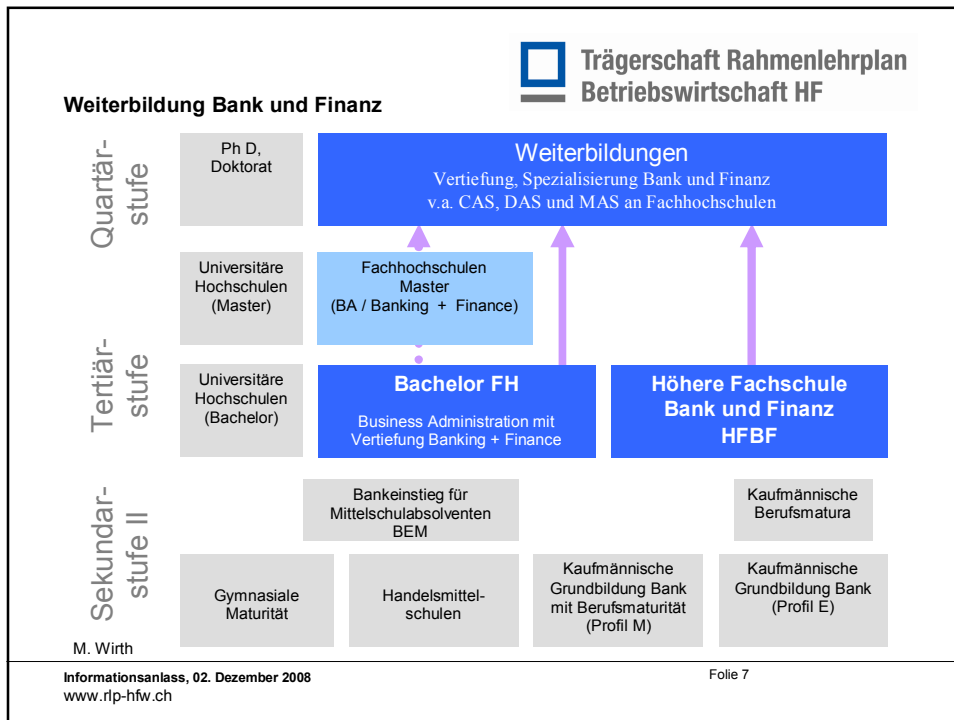 Trägerschaft Rahmenlehrplan
Betriebswirtschaft HF
Weiterbildung Bank und Finanz
Quartär-
stufe
Ph D,
Doktorat
Weiterbildungen
Vertiefung, Spezialisierung Bank und Finanz
v.a. CAS, DAS und MAS an Fachhochschulen
Universitäre
Hochschulen
(Master)
Fachhochschulen
Master
(BA / Banking + Finance)
Tertiär-
stufe
Universitäre
Hochschulen
(Bachelor)
Bachelor FH
Business Administration mit
Vertiefung Banking + Finance
Höhere Fachschule
Bank und Finanz
HFBF
Sekundar-
stufe II
Bankeinstieg für
Mittelschulabsolventen
BEM
Kaufmännische
Berufsmatura
Gymnasiale
Maturität
Handelsmittel-
schulen
Kaufmännische
Grundbildung Bank
mit Berufsmaturität
(Profil M)
Kaufmännische
Grundbildung Bank
(Profil E)
M. Wirth
Informationsanlass, 02. Dezember 2008
Folie 7
www.rlp-hfw.ch